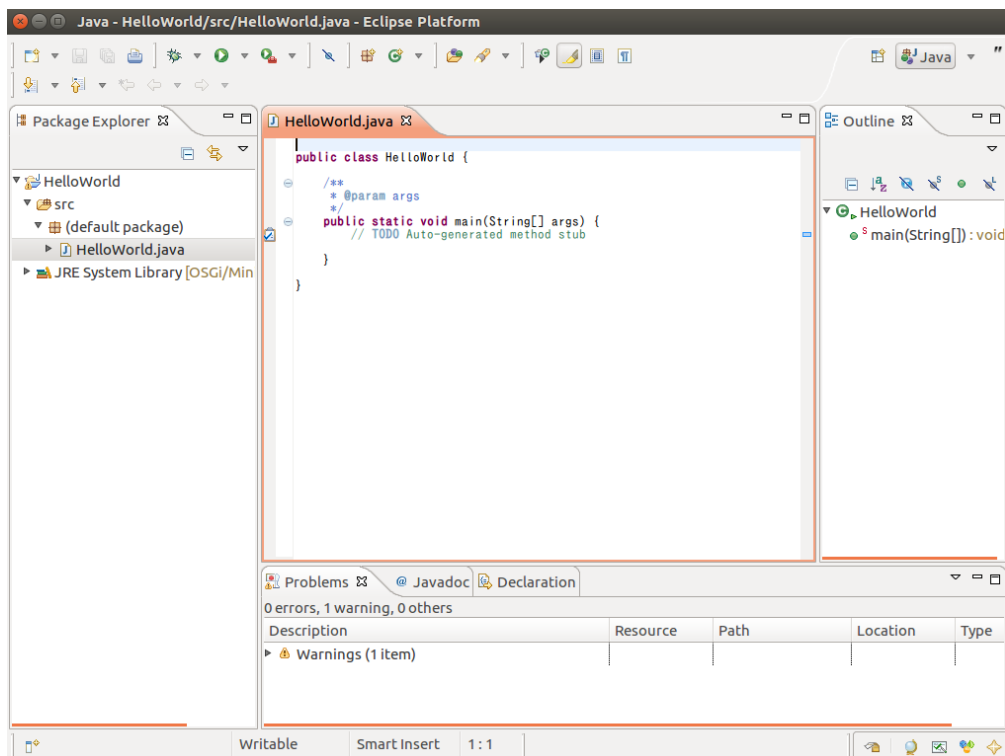 Java - HelloWorld/src/HelloWorld.java - Eclipse Platform
Java
Package Explorer
HelloWorld
src
(default package)
HelloWorld.java
JRE System Library [OSGi/Min
HelloWorld.java
public class HelloWorld {
/**
* @param args
*/
public static void main(String[] args) {
// TODO Auto-generated method stub
}
}
Outline
HelloWorld
main(String[]) : void
Problems
@ Javadoc
Declaration
0 errors, 1 warning, 0 others
Description Resource Path Location Type
Warnings (1 item)
Writable Smart Insert 1 : 1